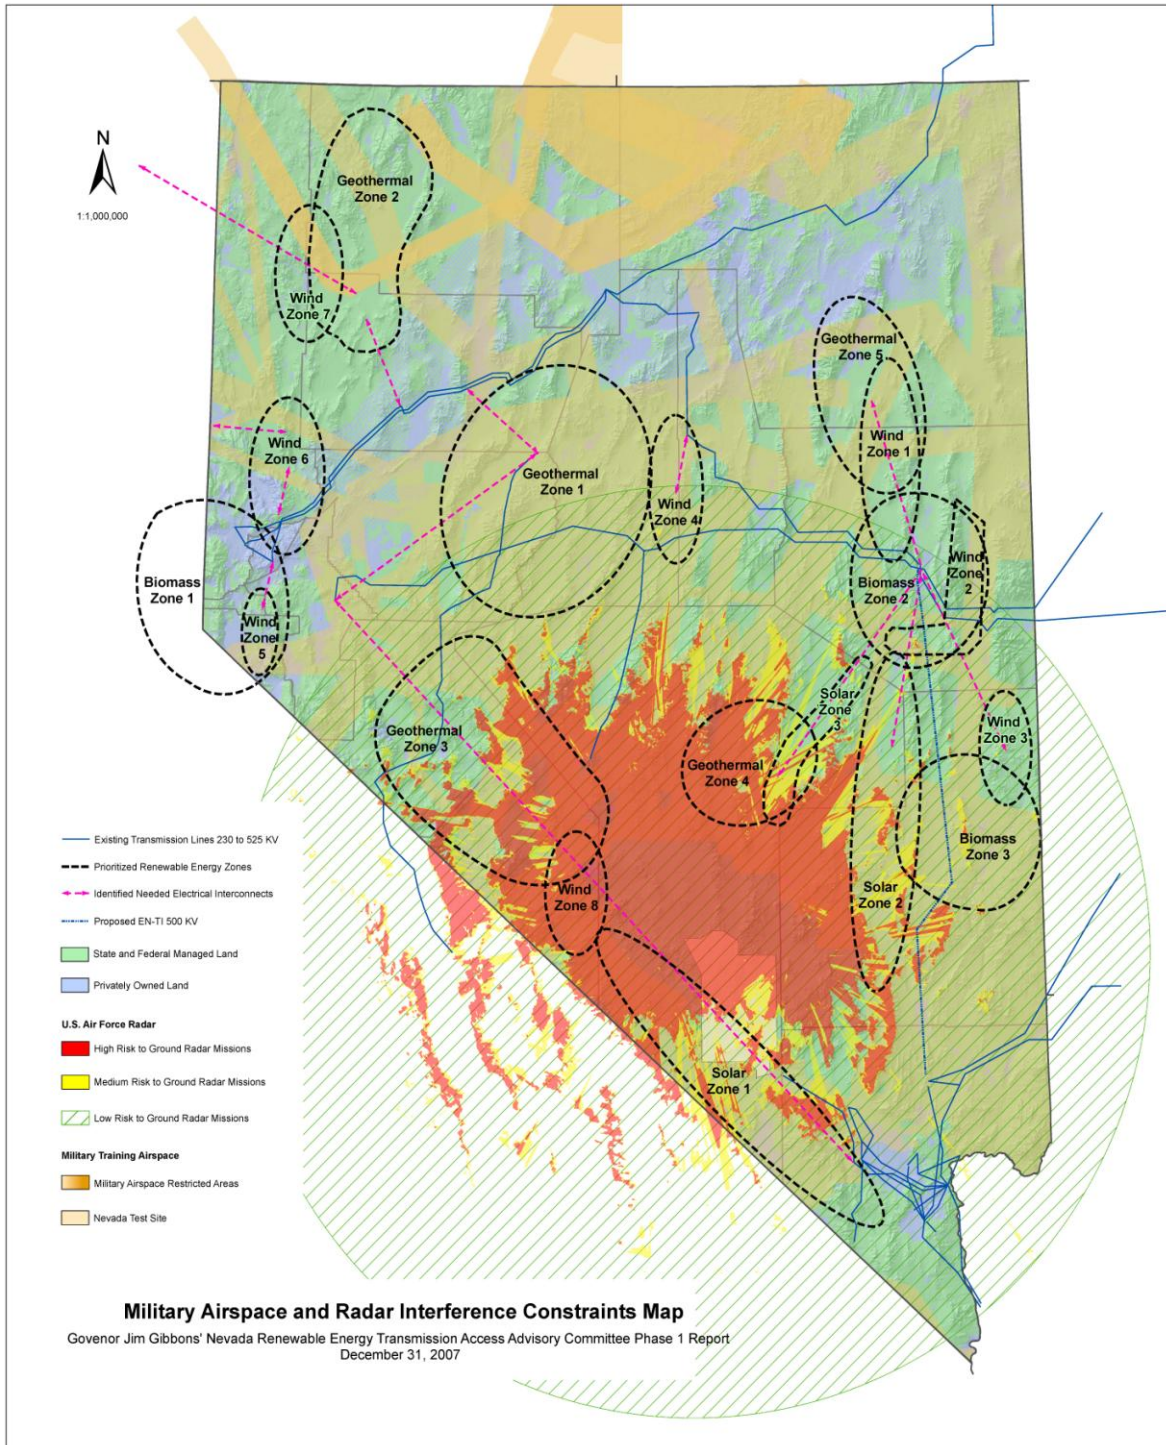 N
1:1,000,000
Geothermal
Zone 2
Wind
Zone 7
Geothermal
Zone 5
Wind
Zone 1
Wind
Zone 6
Geothermal
Zone 1
Wind
Zone 4
Biomass
Zone 1
Wind
Zone
5
Biomass
Zone 2
Wind
Zone
2
Solar
Zone
3
Wind
Zone 3
Geothermal
Zone 3
Geothermal
Zone 4
Biomass
Zone 3
Wind
Zone 8
Solar
Zone 2
Solar
Zone 1
Existing Transmission Lines 230 to 525 KV
Prioritized Renewable Energy Zones
Identified Needed Electrical Interconnects
Proposed EN-TI 500 KV
State and Federal Managed Land
Privately Owned Land
U.S. Air Force Radar
High Risk to Ground Radar Missions
Medium Risk to Ground Radar Missions
Low Risk to Ground Radar Missions
Military Training Airspace
Military Airspace Restricted Areas
Nevada Test Site
Military Airspace and Radar Interference Constraints Map
Govenor Jim Gibbons' Nevada Renewable Energy Transmission Access Advisory Committee Phase 1 Report
December 31, 2007